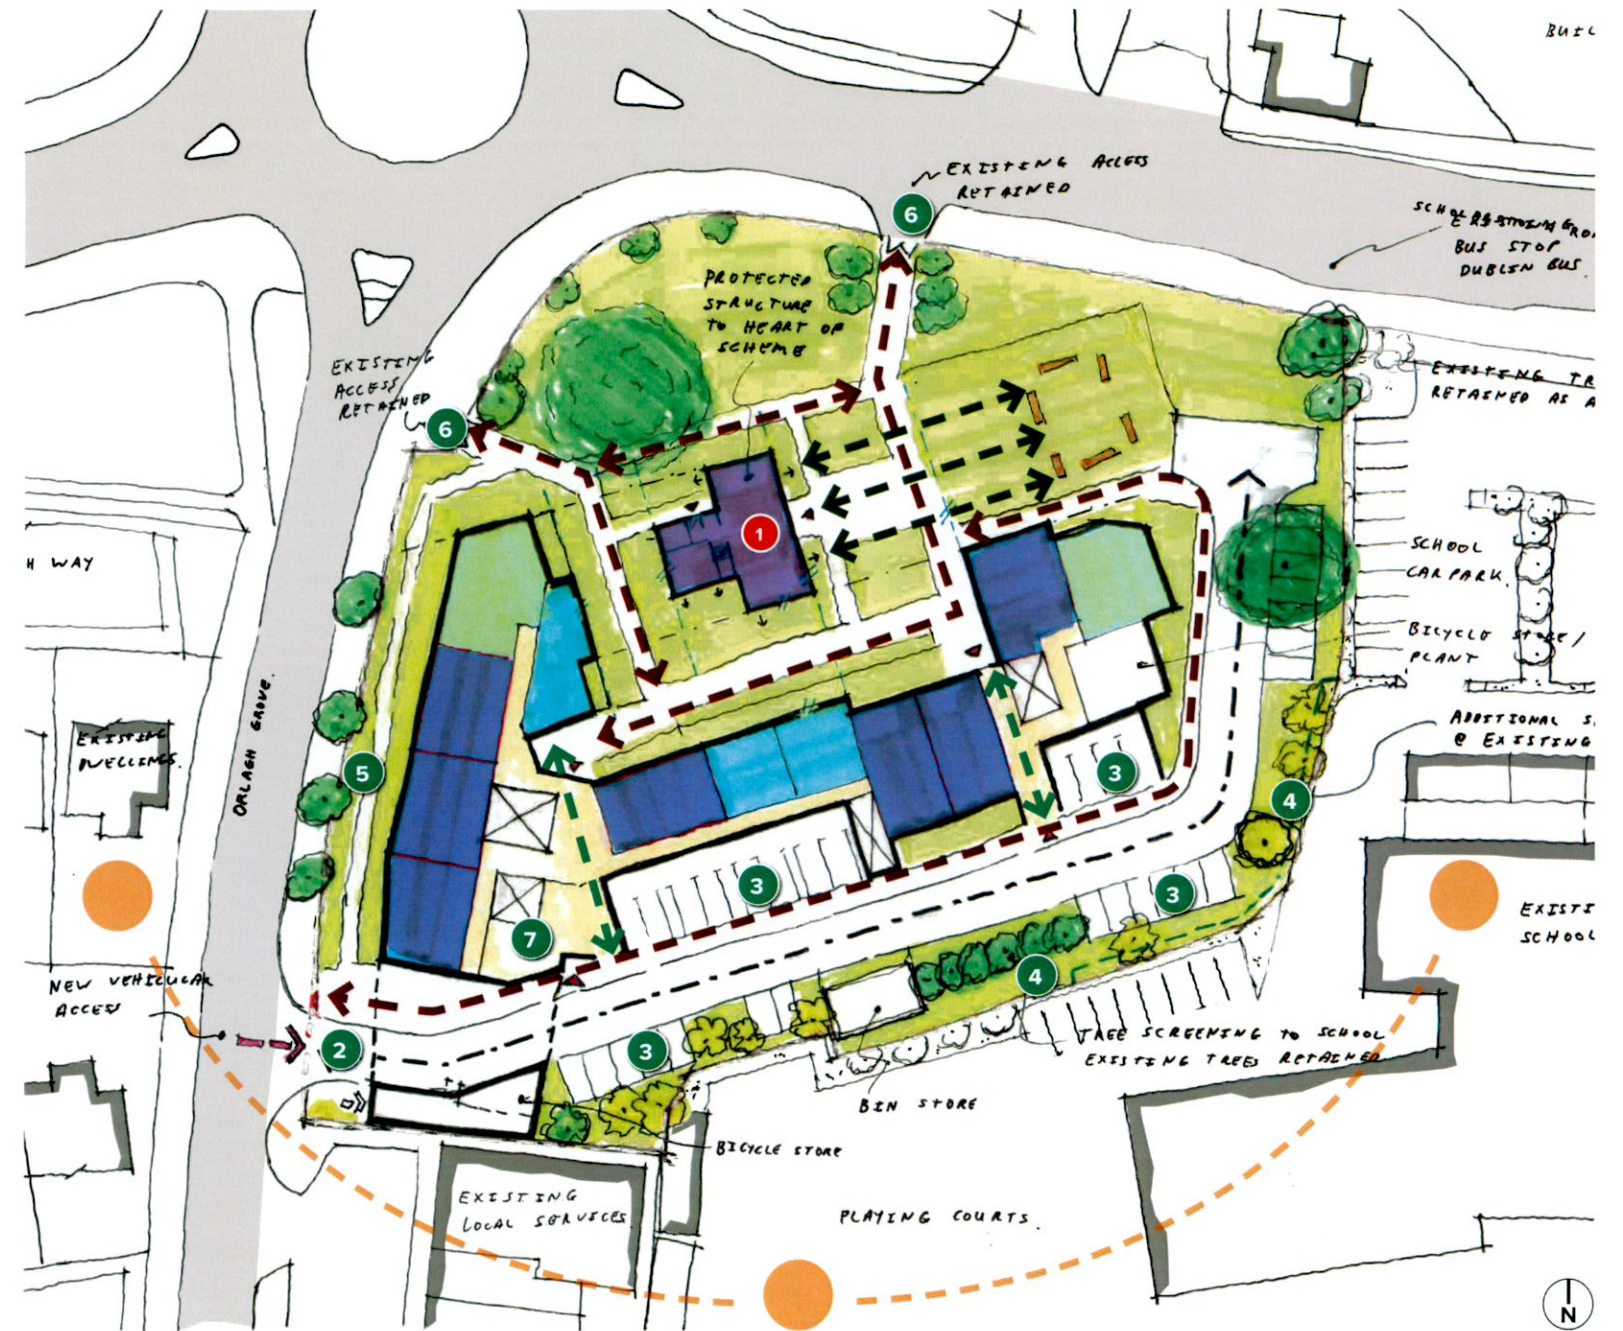 BUIL
EXISTING ACCESS
RETAINED
6
BUS STOP
DUBLIN BUS.
PROTECTED
STRUCTURE
TO HEART OF
SCHEME
EXISTING
ACCESS
RETAINED
6
EXISTING TR
RETAINED AS A
1
H WAY
SCHOOL
CAR PARK.
BICYCLE STORE /
PLANT
ORLAGH GROVE.
EXISTING
DWELLINGS.
5
3
ADDITIONAL S
@ EXISTING
4
3
3
7
EXISTI
SCHOOL
NEW VEHICULAR
ACCESS
4
2
3
TREE SCREENING TO SCHOOL
EXISTING TREES RETAINED
BIN STORE
BICYCLE STORE
EXISTING
LOCAL SERVICES.
PLAYING COURTS.
N